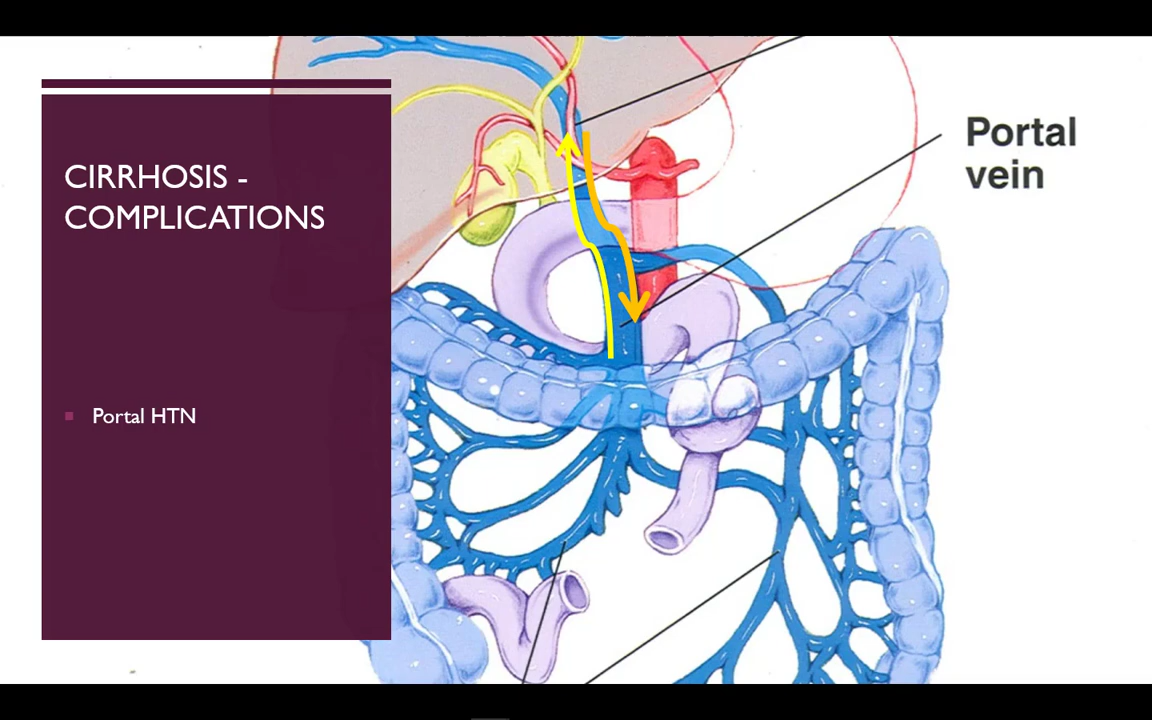 CIRRHOSIS -
COMPLICATIONS
Portal HTN
Portal
vein